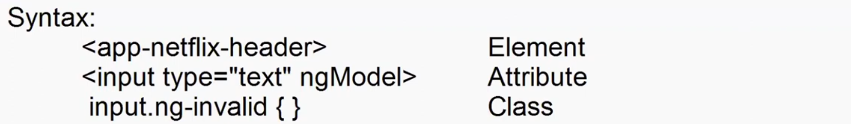 Syntax:
<app-netflix-header> Element
<input type="text" ngModel> Attribute
input.ng-invalid { } Class